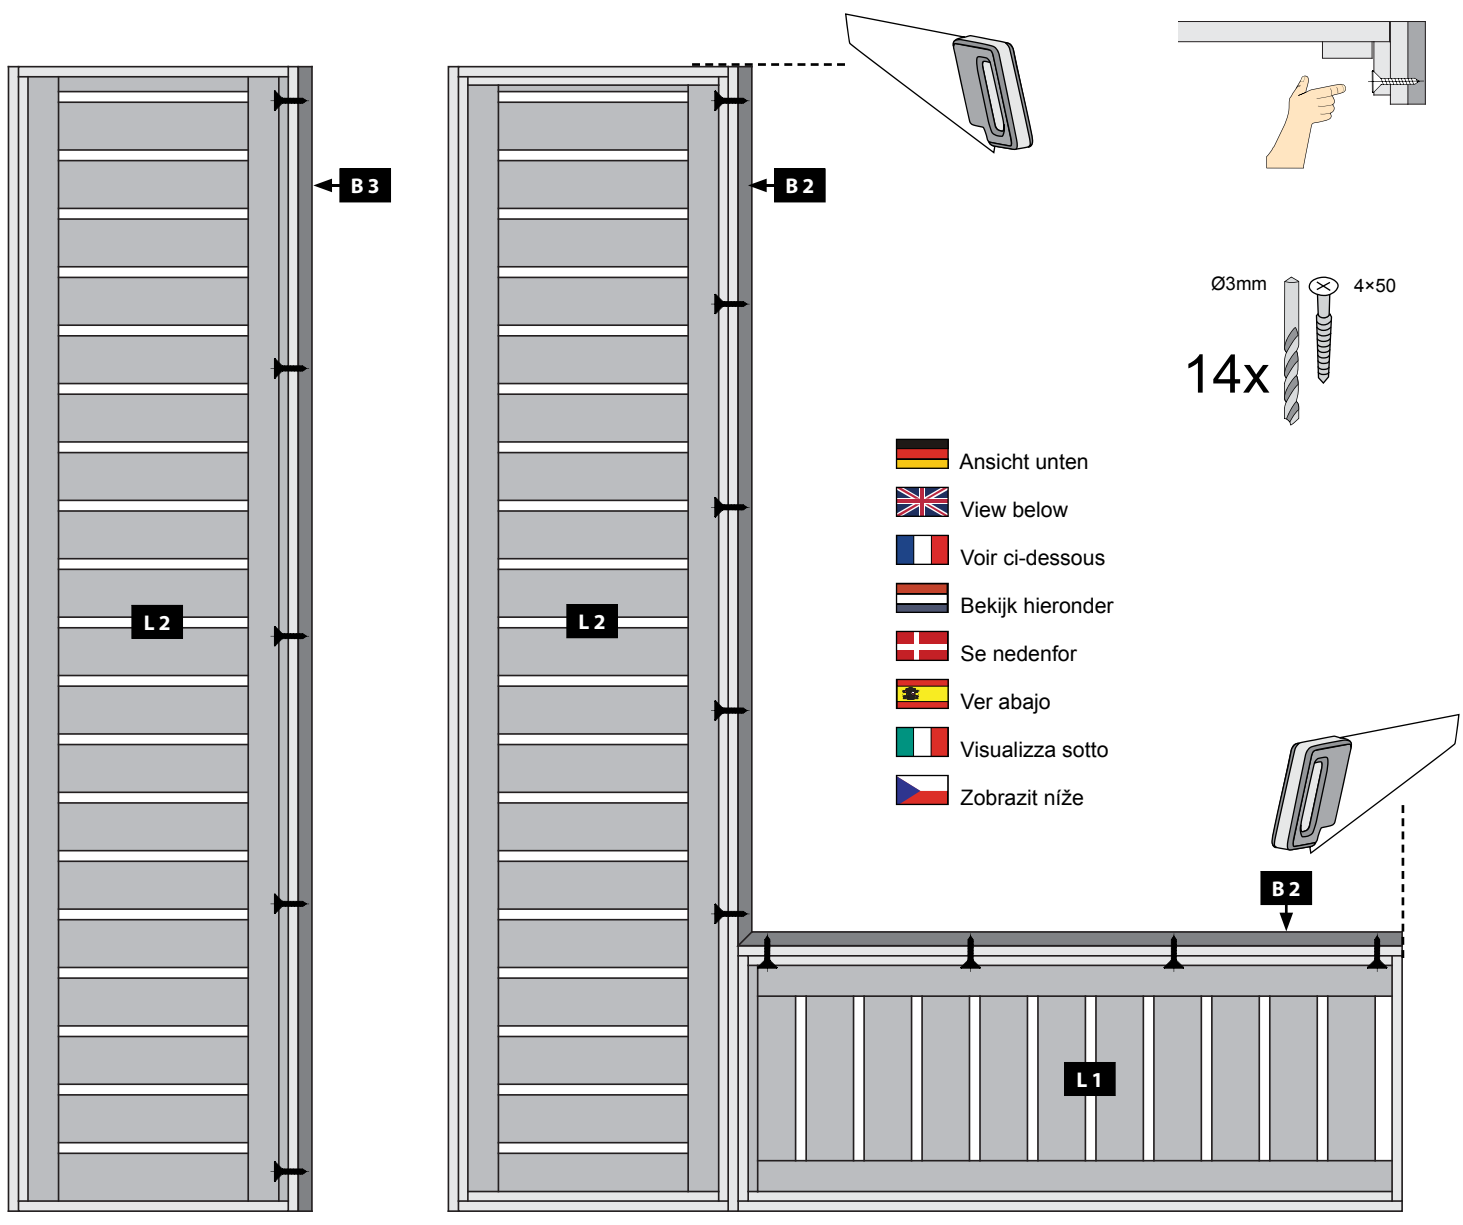 B 3
B 2
Ø3mm
4×50
14x
Ansicht unten
View below
Voir ci-dessous
Bekijk hieronder
Se nedenfor
Ver abajo
Visualizza sotto
Zobrazit níže
L 2
L 2
B 2
L 1